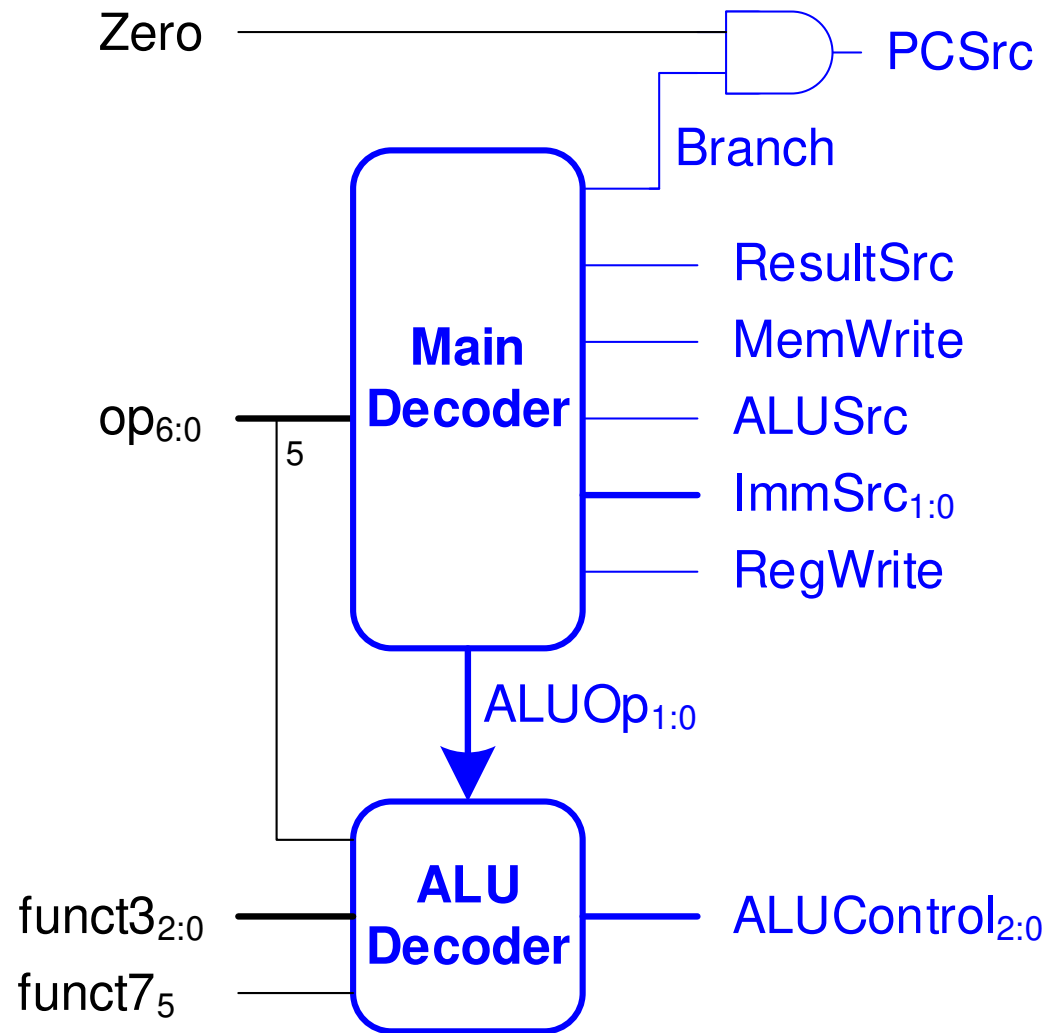 Zero
PCSrc
Branch
ResultSrc
Main
Decoder
MemWrite
op6:0
5
ALUSrc
ImmSrc1:0
RegWrite
ALUOp1:0
ALU
Decoder
funct32:0
ALUControl2:0
funct75